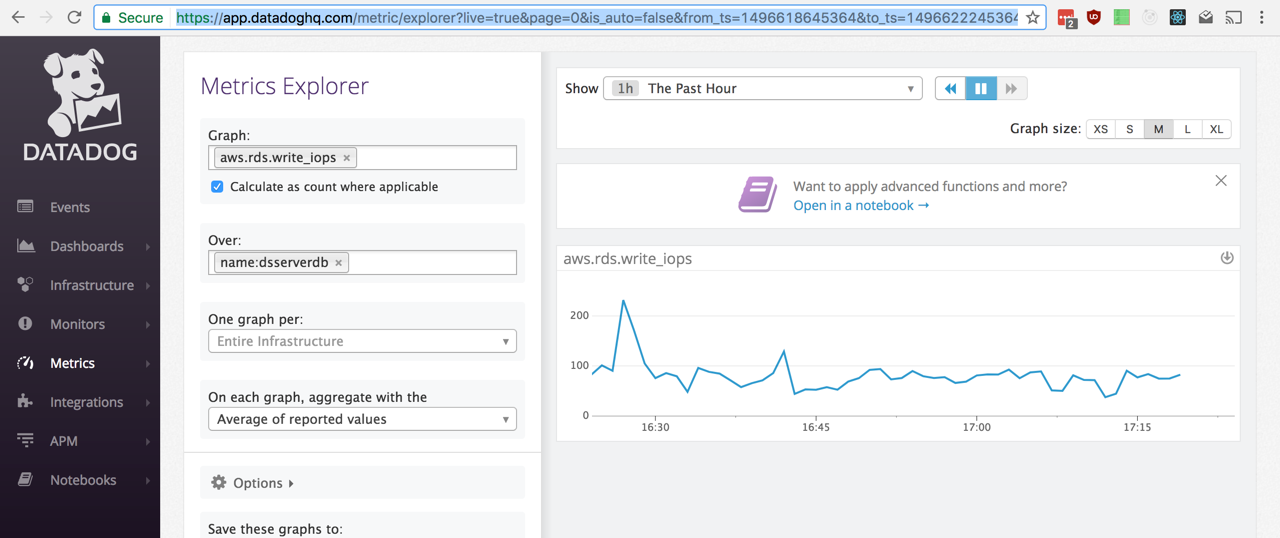 Secure
https://app.datadoghq.com/metric/explorer?live=true&page=0&is_auto=false&from_ts=1496618645364&to_ts=1496622245364
2
DATADOG
Events
Dashboards
Infrastructure
Monitors
Metrics
Integrations
APM
Notebooks
Metrics Explorer
Graph:
aws.rds.write_iops ×
Calculate as count where applicable
Over:
name:dsserverdb ×
One graph per:
Entire Infrastructure
On each graph, aggregate with the
Average of reported values
Options
Save these graphs to:
Show 1h The Past Hour
Graph size: XS S M L XL
Want to apply advanced functions and more?
Open in a notebook →
aws.rds.write_iops
200
100
0
16:30 16:45 17:00 17:15